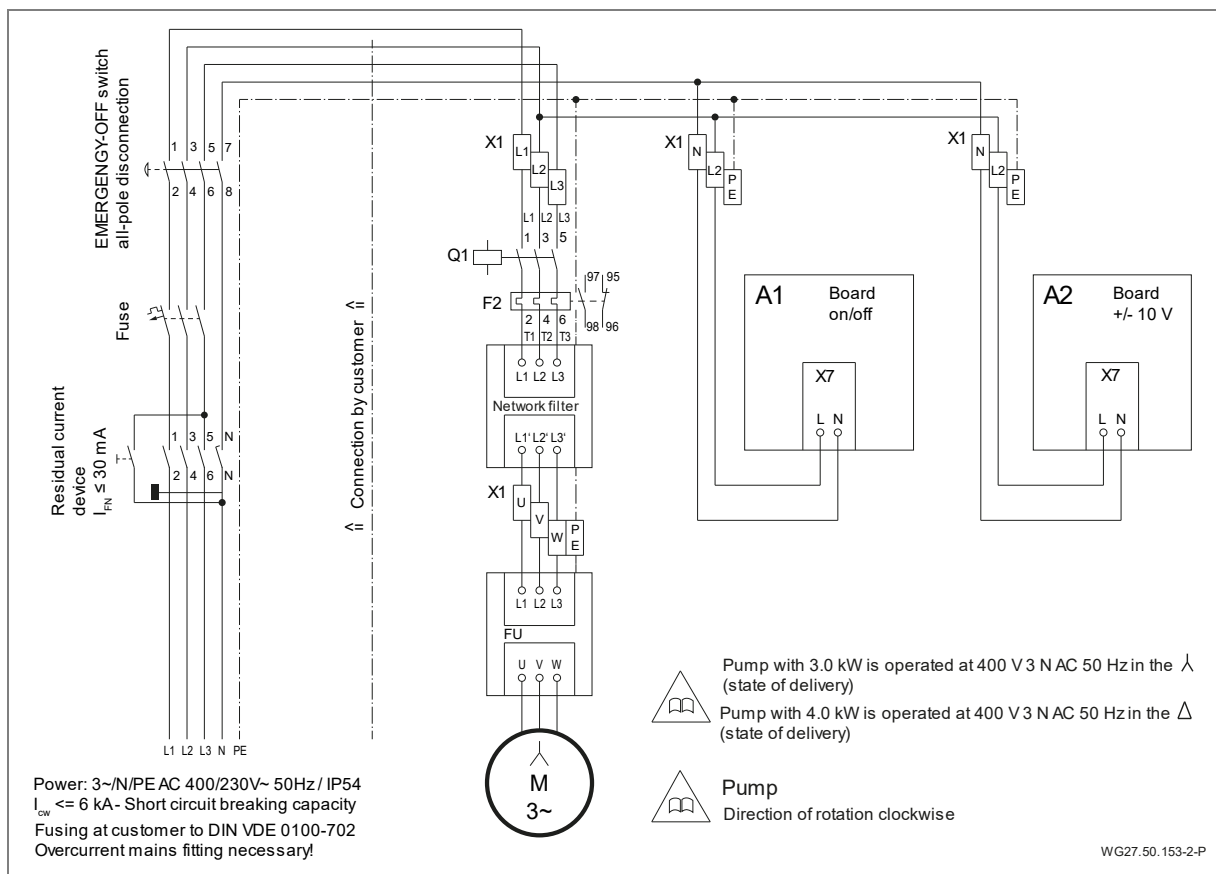 EMERGENGY-OFF switch
all-pole disconnection
1 3 5 7
2 4 6 8
Fuse
Residual current
device
I_FN ≤ 30 mA
1 3 5 N
2 4 6 N
L1 L2 L3 N PE
Power: 3~/N/PE AC 400/230V~ 50Hz / IP54
I_cw <= 6 kA- Short circuit breaking capacity
Fusing at customer to DIN VDE 0100-702
Overcurrent mains fitting necessary!
<= Connection by customer <=
X1
L1
L2
L3
L1 L2 L3
1 3 5
Q1
97 95
F2
2 4 6
98 96
T1 T2 T3
L1 L2 L3
Network filter
L1' L2' L3'
X1
U
V
W
PE
L1 L2 L3
FU
U V W
M
3~
X1
N
L2
PE
A1
Board
on/off
X7
L N
X1
N
L2
PE
A2
Board
+/- 10 V
X7
L N
Pump with 3.0 kW is operated at 400 V 3 N AC 50 Hz in the ⅄
(state of delivery)
Pump with 4.0 kW is operated at 400 V 3 N AC 50 Hz in the Δ
(state of delivery)
Pump
Direction of rotation clockwise
WG27.50.153-2-P